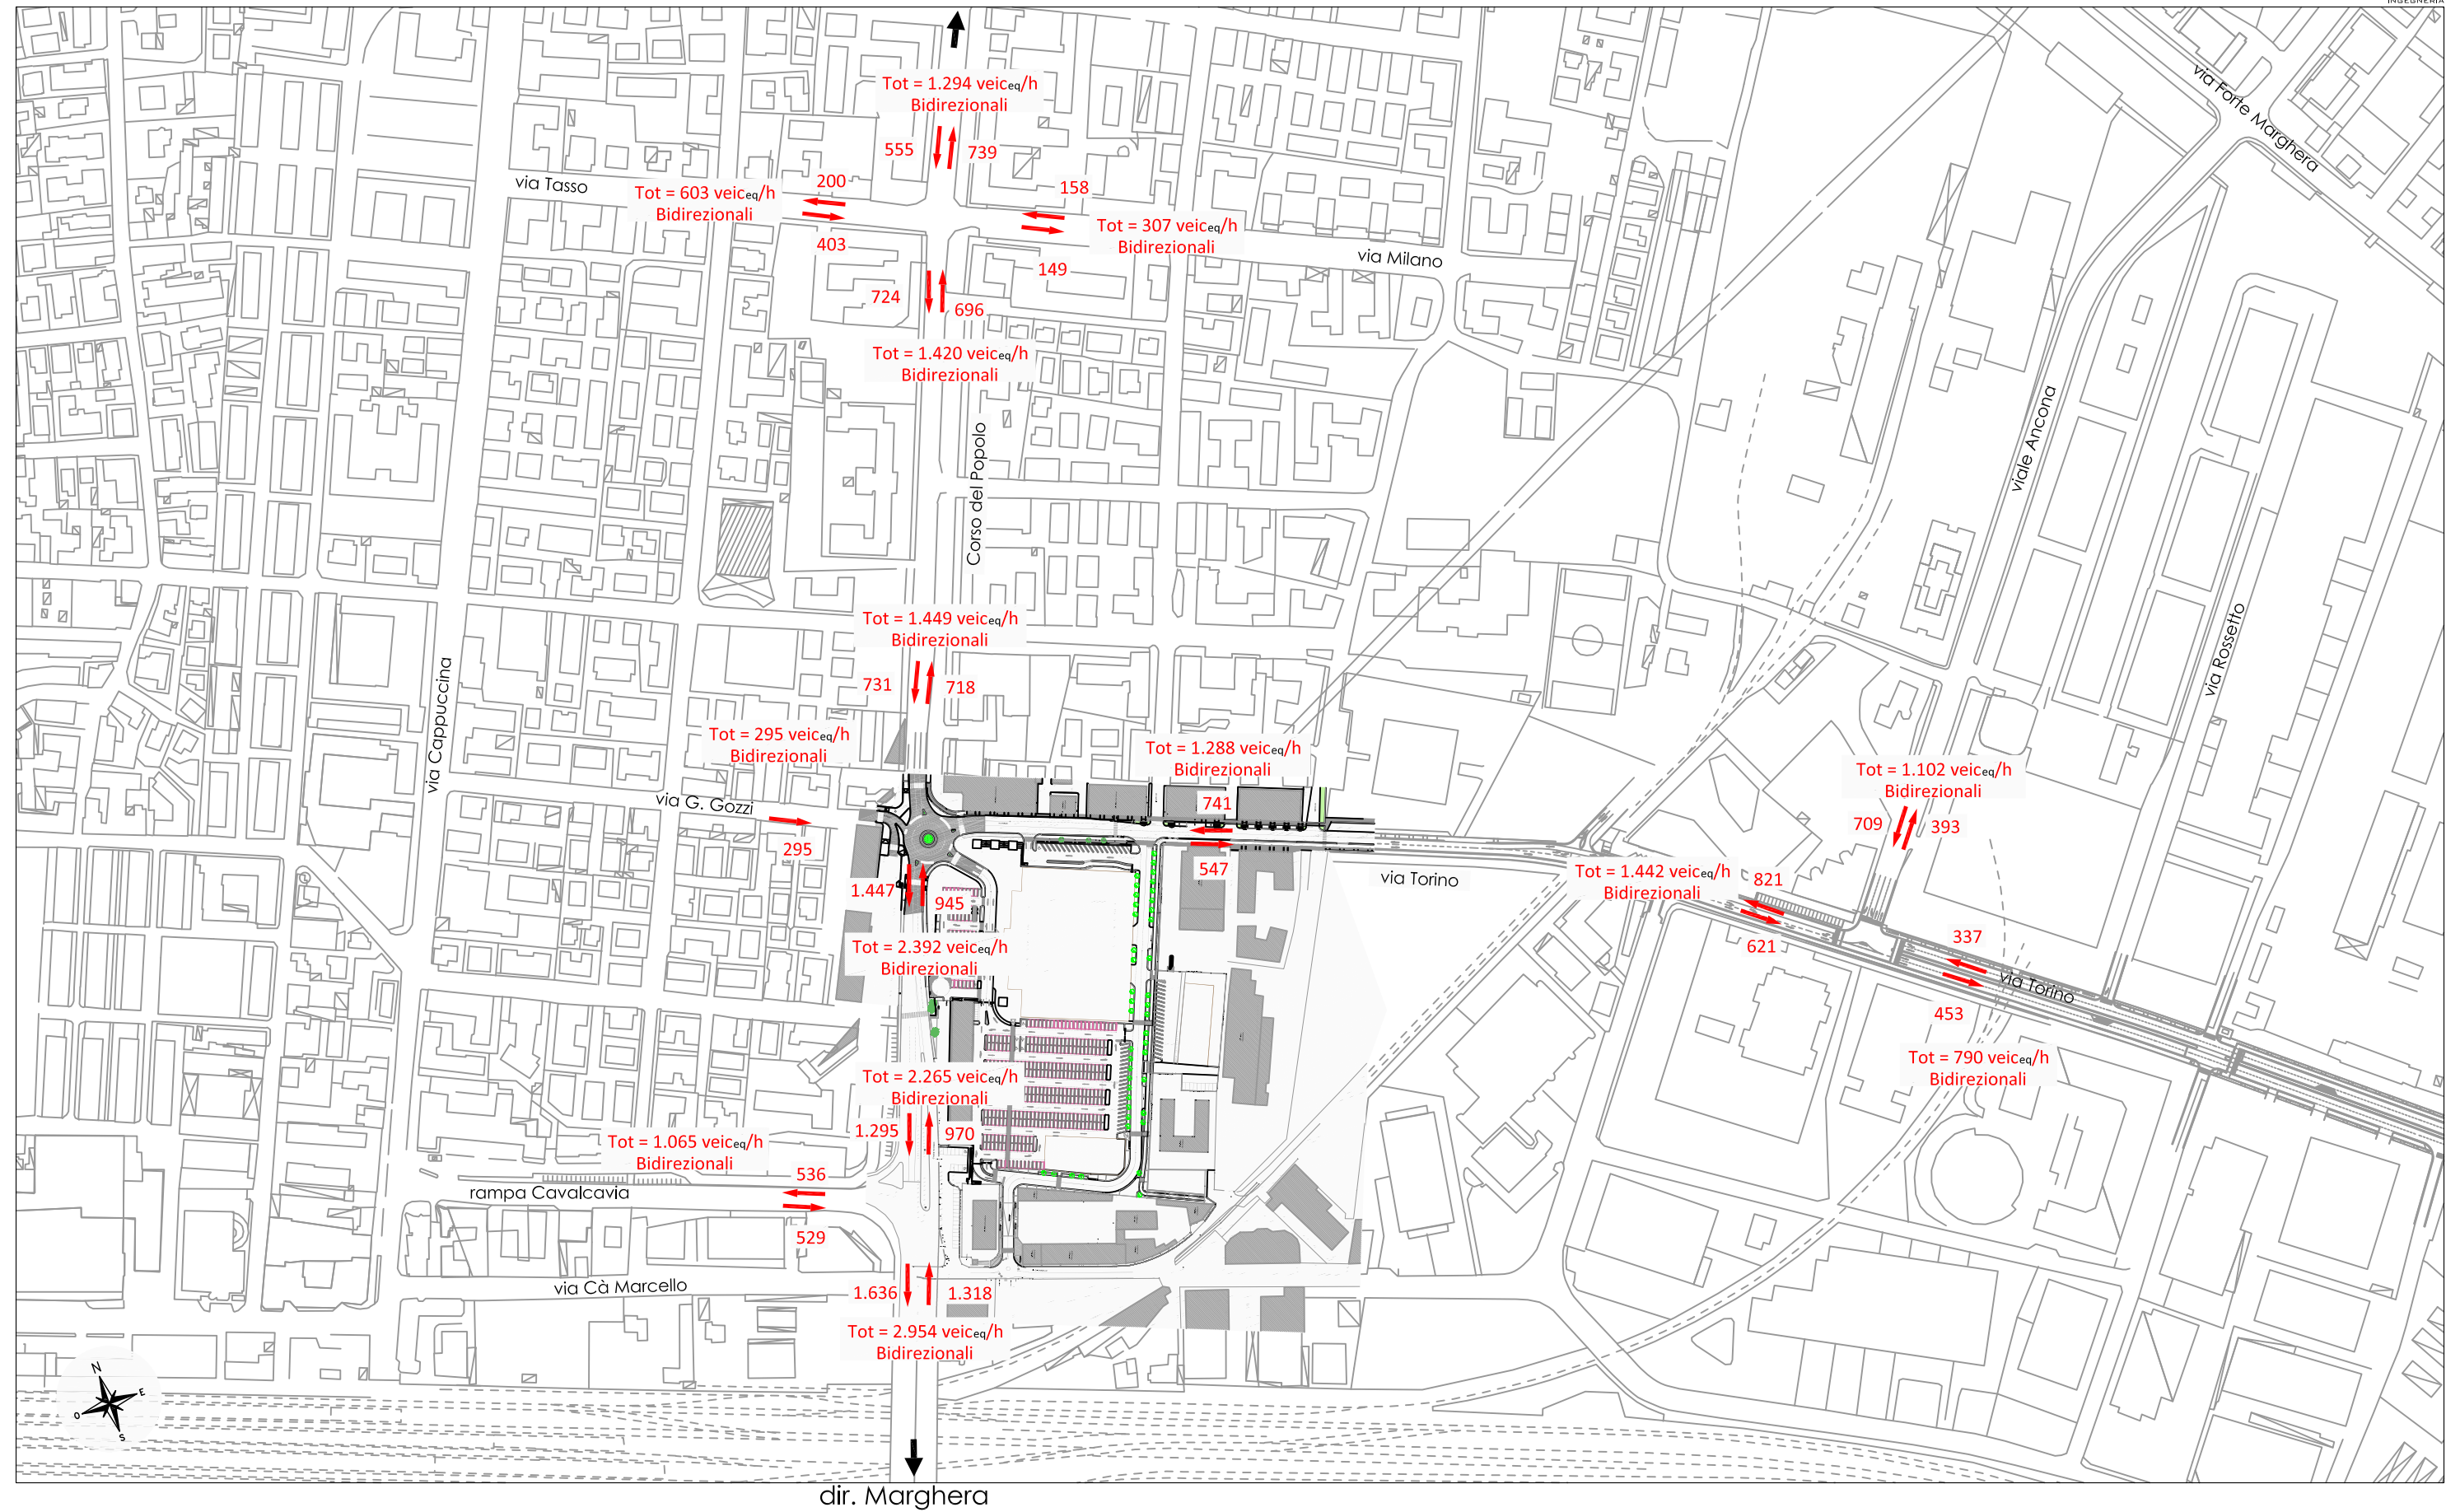 INGEGNERIA
Tot = 1.294 veiceq/h
Bidirezionali
555
739
via Forte Marghera
via Tasso
Tot = 603 veiceq/h
Bidirezionali
200
403
158
Tot = 307 veiceq/h
Bidirezionali
149
via Milano
724
696
Tot = 1.420 veiceq/h
Bidirezionali
Corso del Popolo
viale Ancona
via Rossetto
via Cappuccina
Tot = 1.449 veiceq/h
Bidirezionali
731
718
Tot = 295 veiceq/h
Bidirezionali
via G. Gozzi
295
Tot = 1.288 veiceq/h
Bidirezionali
741
547
via Torino
Tot = 1.102 veiceq/h
Bidirezionali
709
393
Tot = 1.442 veiceq/h
Bidirezionali
821
621
337
via Torino
453
Tot = 790 veiceq/h
Bidirezionali
1.447
945
Tot = 2.392 veiceq/h
Bidirezionali
Tot = 2.265 veiceq/h
Bidirezionali
1.295
970
Tot = 1.065 veiceq/h
Bidirezionali
536
rampa Cavalcavia
529
via Cà Marcello
1.636
1.318
Tot = 2.954 veiceq/h
Bidirezionali
N
E
O
S
dir. Marghera